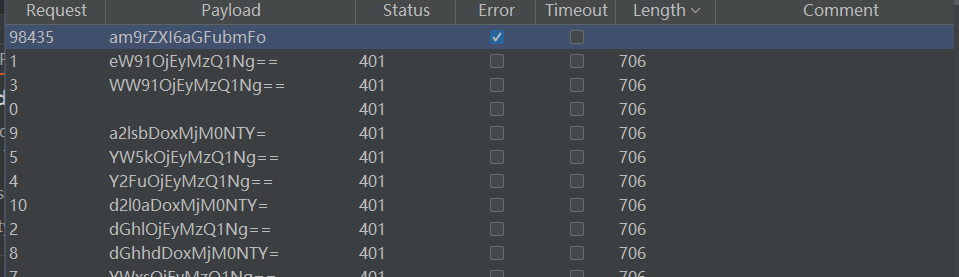 Request Payload Status Error Timeout Length Comment
98435 am9rZXI6aGFubmFo
1 eW91OjEyMzQ1Ng== 401 706
3 WW91OjEyMzQ1Ng== 401 706
0 401 706
9 a2lsbDoxMjM0NTY= 401 706
5 YW5kOjEyMzQ1Ng== 401 706
4 Y2FuOjEyMzQ1Ng== 401 706
10 d2l0aDoxMjM0NTY= 401 706
2 dGhlOjEyMzQ1Ng== 401 706
8 dGhhdDoxMjM0NTY= 401 706
7 YWxsOjEyMzQ1Ng== 401 706